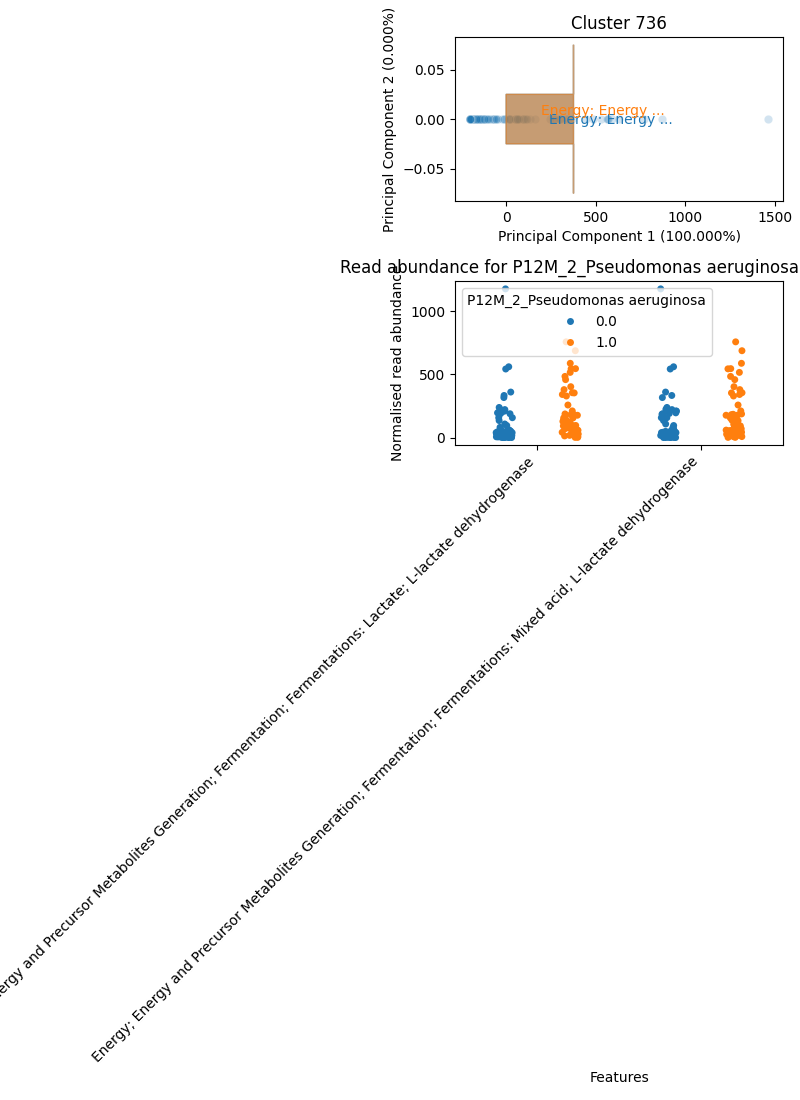 Cluster 736
Principal Component 2 (0.000%)
0.05
0.00
−0.05
Energy; Energy ...
Energy; Energy ...
0
500
1000
1500
Principal Component 1 (100.000%)
Read abundance for P12M_2_Pseudomonas aeruginosa
Normalised read abundance
1000
500
0
P12M_2_Pseudomonas aeruginosa
0.0
1.0
and Precursor Metabolites Generation; Fermentation; Fermentations: Lactate; L-lactate dehydrogenase
Energy; Energy and Precursor Metabolites Generation; Fermentation; Fermentations: Mixed acid; L-lactate dehydrogenase
Features